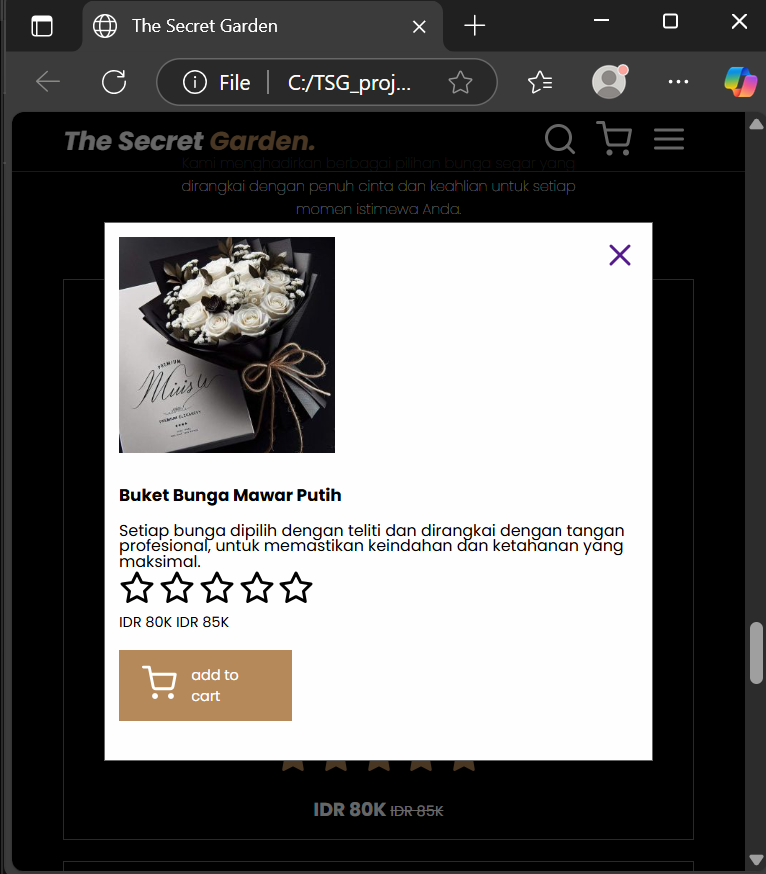 The Secret Garden
File C:/TSG_proj...
The Secret Garden.
Kami menghadirkan berbagai pilihan bunga segar yang
dirangkai dengan penuh cinta dan keahlian untuk setiap
momen istimewa Anda.
PREMIUM
Buket Bunga Mawar Putih
Setiap bunga dipilih dengan teliti dan dirangkai dengan tangan
profesional, untuk memastikan keindahan dan ketahanan yang
maksimal.
IDR 80K IDR 85K
add to
cart
IDR 80K IDR 85K